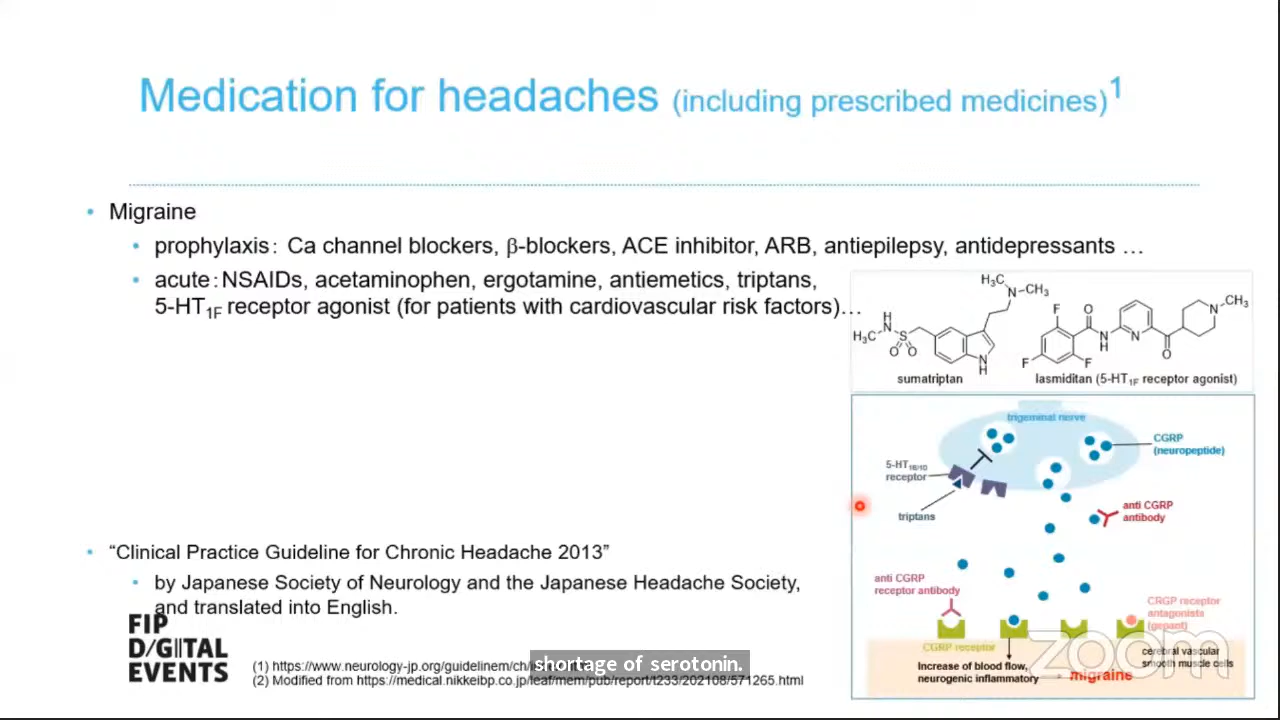 Medication for headaches (including prescribed medicines)1
• Migraine
• prophylaxis: Ca channel blockers, β-blockers, ACE inhibitor, ARB, antiepilepsy, antidepressants …
• acute:NSAIDs, acetaminophen, ergotamine, antiemetics, triptans,
5-HT1F receptor agonist (for patients with cardiovascular risk factors)…
H3C
N
CH3
H
N
H3C
S
O O
N
H
sumatriptan
F
O
N
H
F
F
N
O
N
CH3
lasmiditan (5-HT1F receptor agonist)
trigeminal nerve
CGRP
(neuropeptide)
5-HT1B/1D
receptor
triptans
anti CGRP
antibody
anti CGRP
receptor antibody
CRGP receptor
antagonists
(gepant)
CGRP receptor
cerebral vascular
smooth muscle cells
Increase of blood flow,
neurogenic inflammatory
migraine
• “Clinical Practice Guideline for Chronic Headache 2013”
• by Japanese Society of Neurology and the Japanese Headache Society,
and translated into English.
FIP
DIGITAL
EVENTS
(1) https://www.neurology-jp.org/guidelinem/ch/
(2) Modified from https://medical.nikkeibp.co.jp/leaf/mem/pub/report/t233/202108/571265.html
shortage of serotonin.
zoom